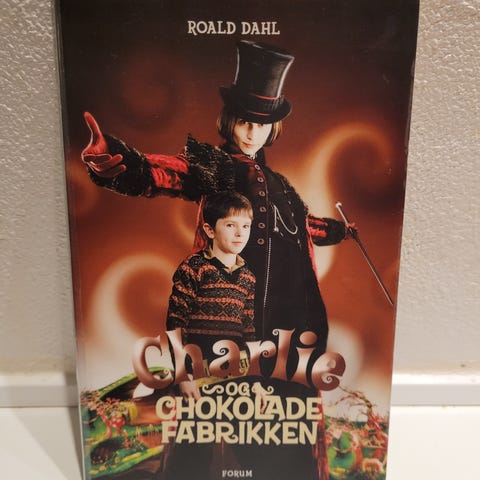 ROALD DAHL
Charlie
OG
CHOKOLADE
FABRIKKEN
FORUM